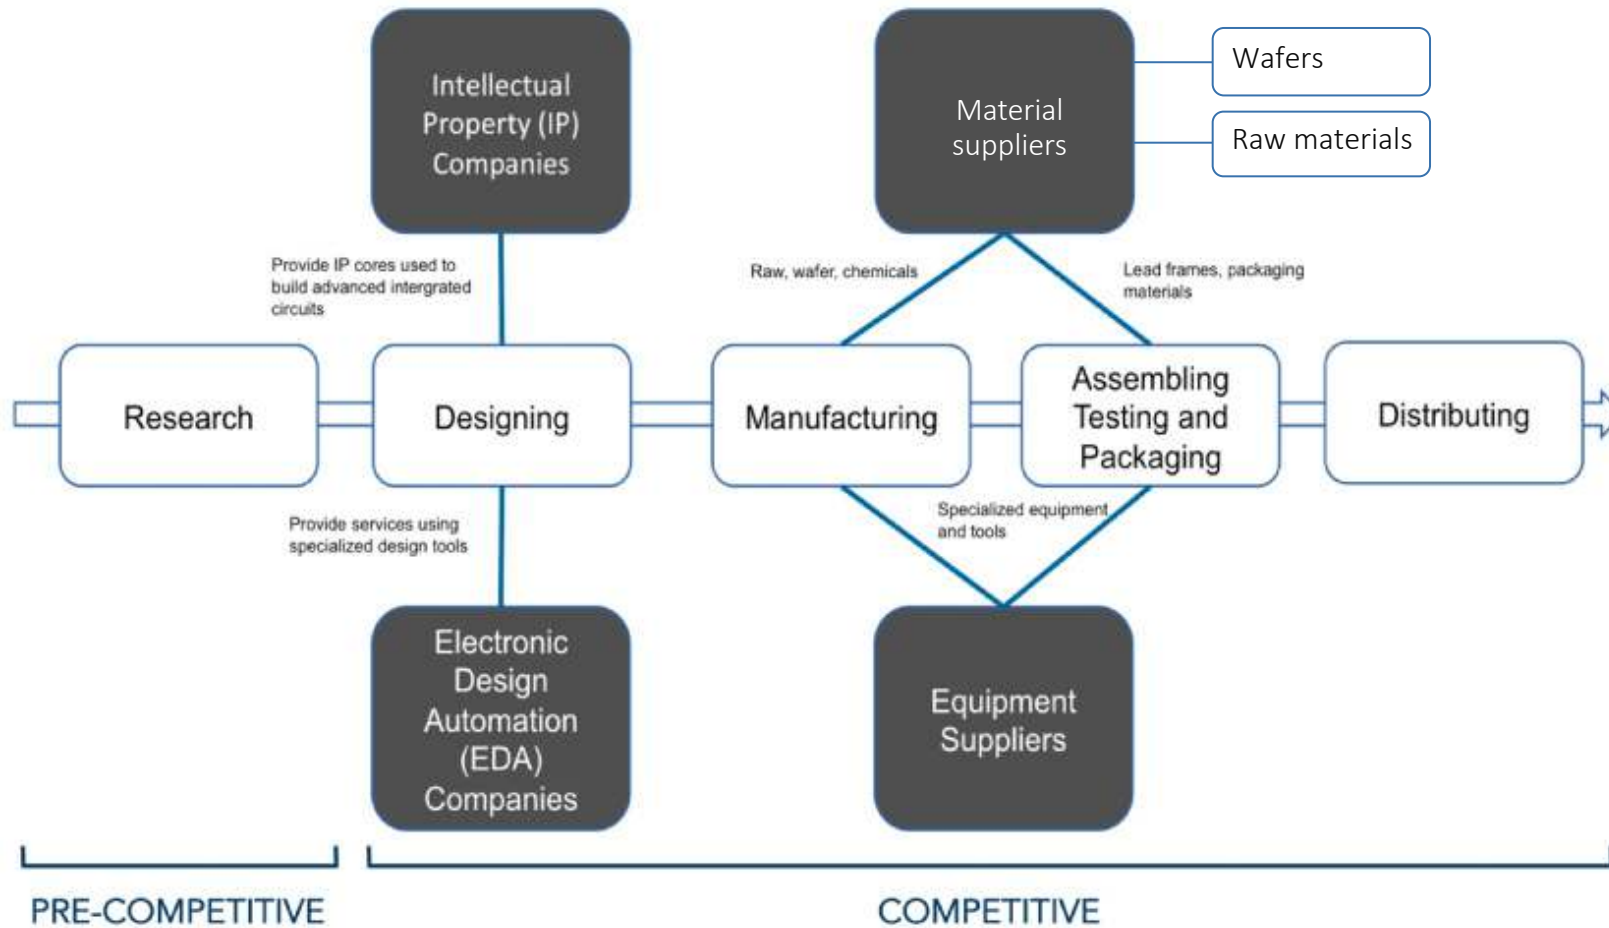 Intellectual
Property (IP)
Companies
Material
suppliers
Wafers
Raw materials
Provide IP cores used to
build advanced intergrated
circuits
Raw, wafer, chemicals
Lead frames, packaging
materials
Research
Designing
Manufacturing
Assembling
Testing and
Packaging
Distributing
Provide services using
specialized design tools
Specialized equipment
and tools
Electronic
Design
Automation
(EDA)
Companies
Equipment
Suppliers
PRE-COMPETITIVE
COMPETITIVE